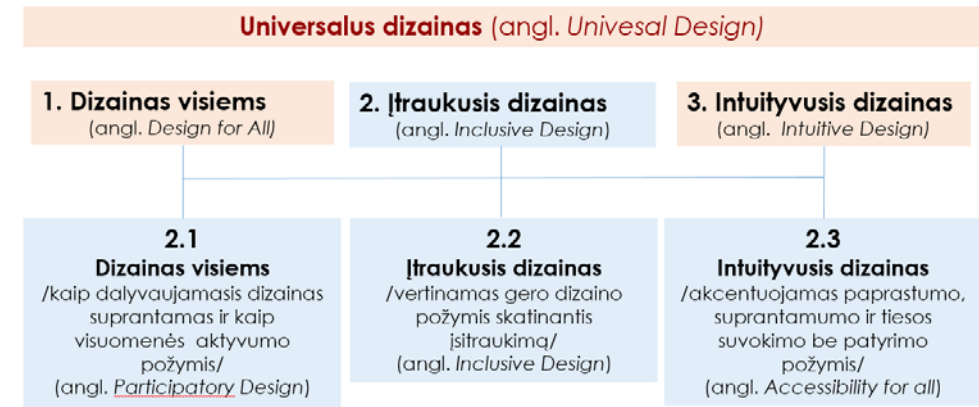 Universalus dizainas (angl. Univesal Design)
1. Dizainas visiems
(angl. Design for All)
2. Įtraukusis dizainas
(angl. Inclusive Design)
3. Intuityvusis dizainas
(angl. Intuitive Design)
2.1
Dizainas visiems
/kaip dalyvaujamasis dizainas
suprantamas ir kaip
visuomenės aktyvumo
požymis/
(angl. Participatory Design)
2.2
Įtraukusis dizainas
/vertinamas gero dizaino
požymis skatinantis
įsitraukimą/
(angl. Inclusive Design)
2.3
Intuityvusis dizainas
/akcentuojamas paprastumo,
suprantamumo ir tiesos
suvokimo be patyrimo
požymis/
(angl. Accessibility for all)